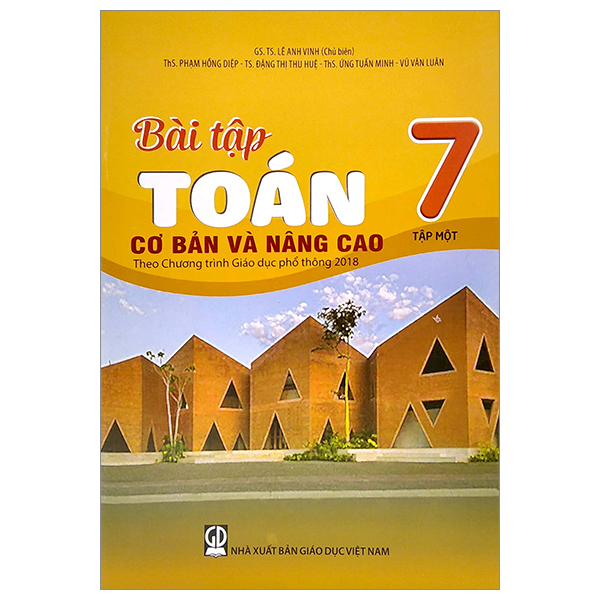 GS. TS. LÊ ANH VINH (Chủ biên)
ThS. PHẠM HỒNG DIỆP - TS. ĐẶNG THỊ THU HUỆ - ThS. ỨNG TUẤN MINH - VŨ VĂN LUÂN
Bài tập
TOÁN 7
CƠ BẢN VÀ NÂNG CAO
TẬP MỘT
Theo Chương trình Giáo dục phổ thông 2018
GD
NHÀ XUẤT BẢN GIÁO DỤC VIỆT NAM